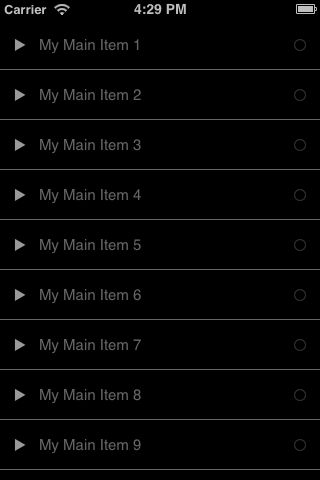 Carrier 4:29 PM
My Main Item 1
My Main Item 2
My Main Item 3
My Main Item 4
My Main Item 5
My Main Item 6
My Main Item 7
My Main Item 8
My Main Item 9